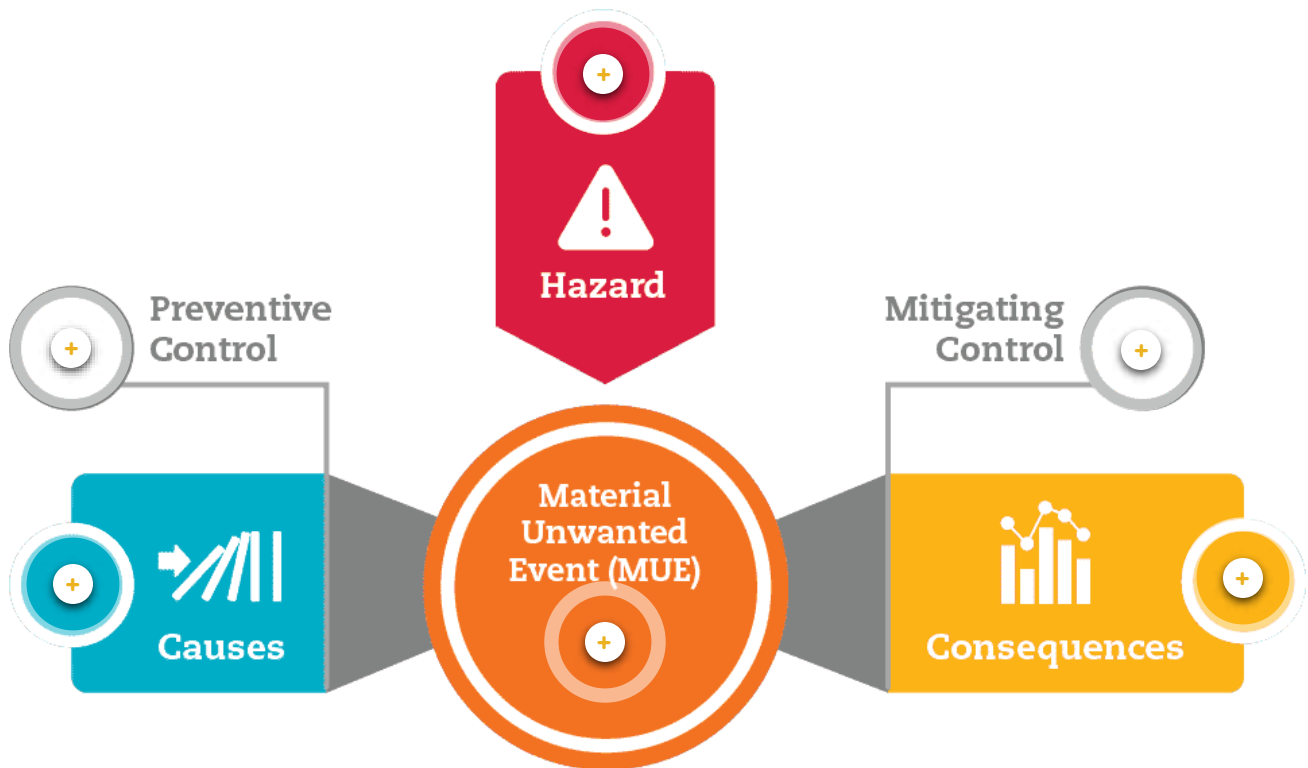 Hazard
Preventive
Control
Mitigating
Control
Material
Unwanted
Event (MUE)
Causes
Consequences